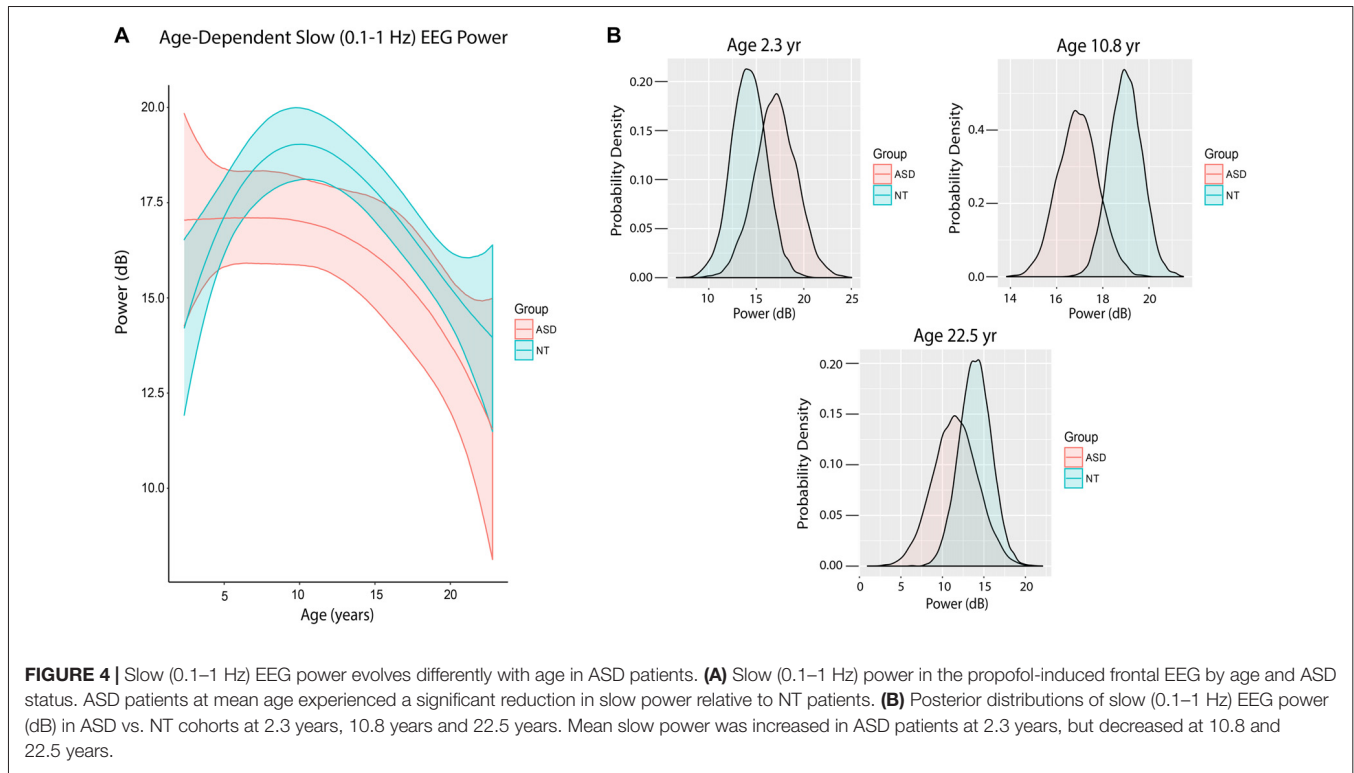 A
Age-Dependent Slow (0.1-1 Hz) EEG Power
20.0
17.5
15.0
12.5
10.0
Power (dB)
5
10
15
20
Age (years)
Group
ASD
NT
B
Age 2.3 yr
0.20
0.15
0.10
0.05
0.00
Probability Density
10
15
20
25
Power (dB)
Group
ASD
NT
Age 10.8 yr
0.4
0.2
0.0
Probability Density
14
16
18
20
Power (dB)
Group
ASD
NT
Age 22.5 yr
0.20
0.15
0.10
0.05
0.00
Probability Density
0
5
10
15
20
Power (dB)
Group
ASD
NT
FIGURE 4 | Slow (0.1–1 Hz) EEG power evolves differently with age in ASD patients. (A) Slow (0.1–1 Hz) power in the propofol-induced frontal EEG by age and ASD
status. ASD patients at mean age experienced a significant reduction in slow power relative to NT patients. (B) Posterior distributions of slow (0.1–1 Hz) EEG power
(dB) in ASD vs. NT cohorts at 2.3 years, 10.8 years and 22.5 years. Mean slow power was increased in ASD patients at 2.3 years, but decreased at 10.8 and
22.5 years.